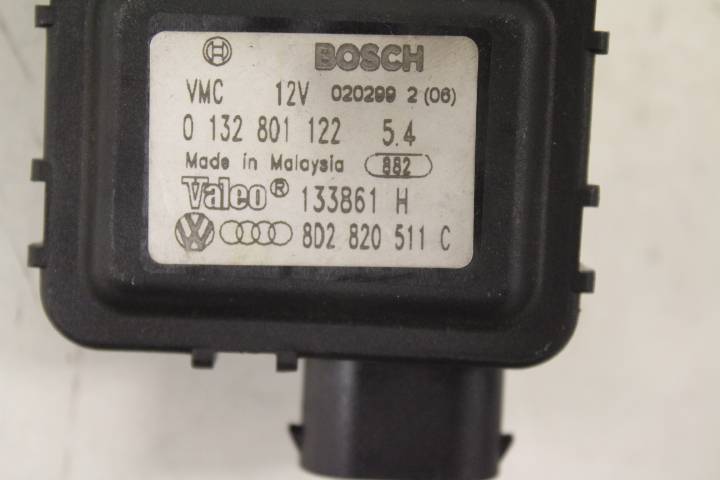 BOSCH
VMC 12V 020299 2 (06)
0 132 801 122 5.4
Made in Malaysia 882
Valeo® 133861 H
8D2 820 511 C